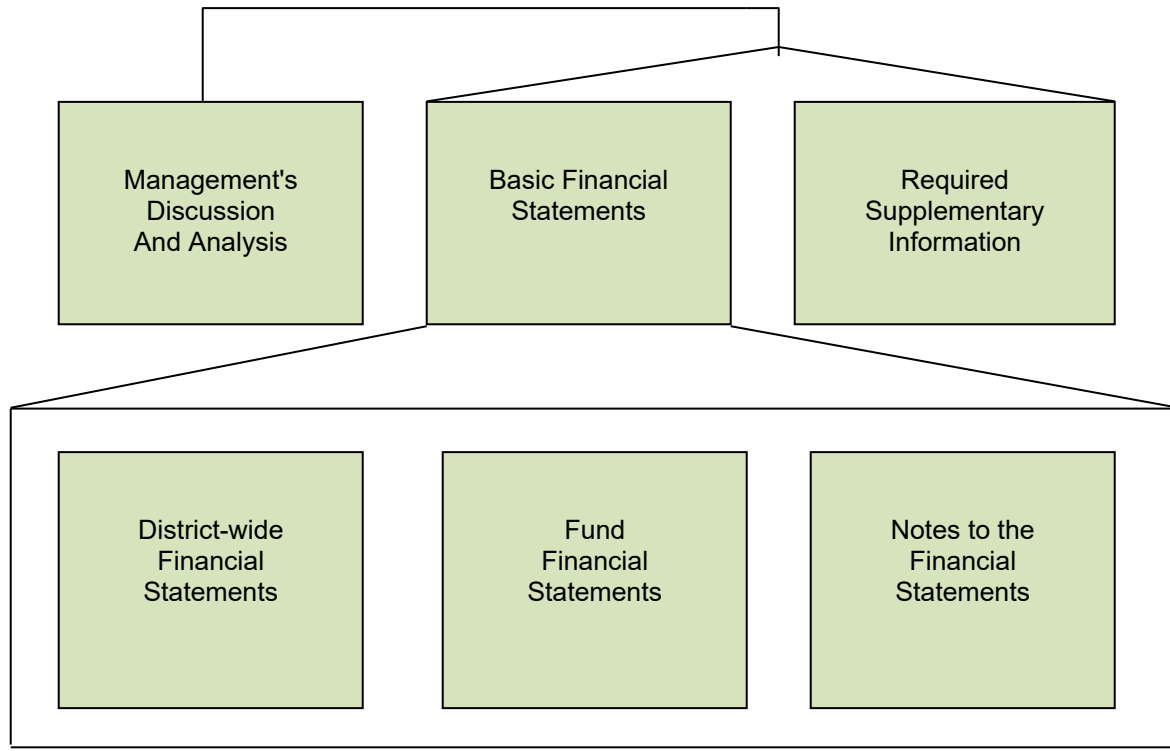 Management's
Discussion
And Analysis
Basic Financial
Statements
Required
Supplementary
Information
District-wide
Financial
Statements
Fund
Financial
Statements
Notes to the
Financial
Statements